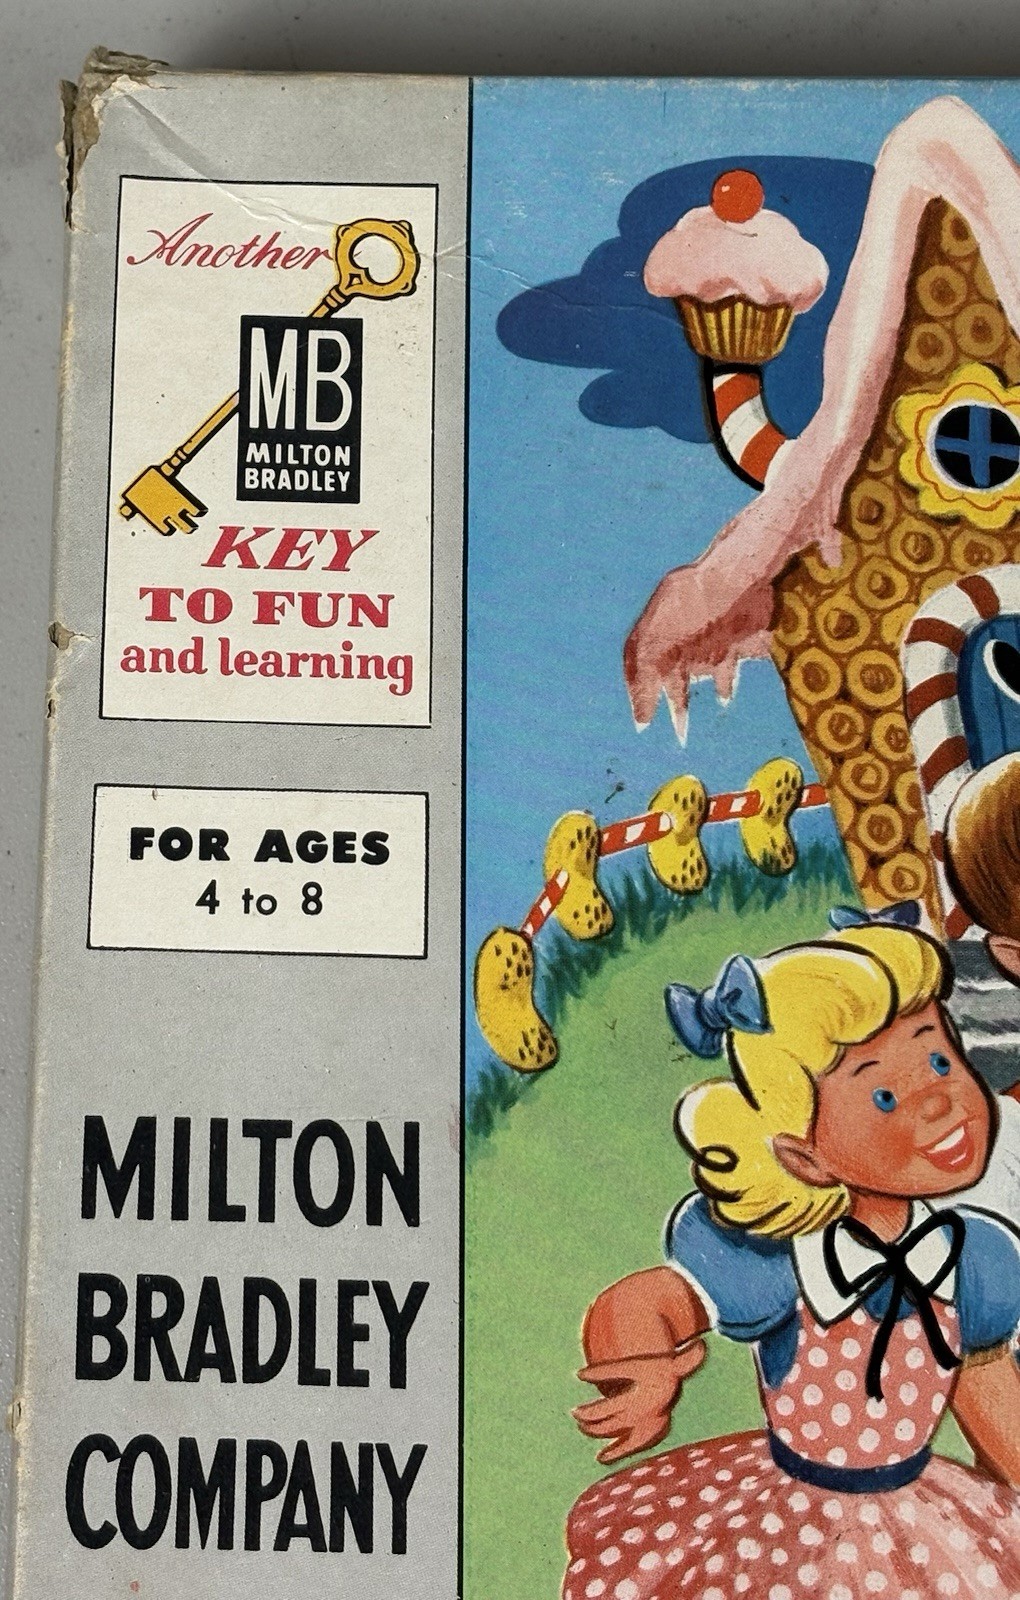 Another
MB
MILTON
BRADLEY
KEY
TO FUN
and learning
FOR AGES
4 to 8
MILTON
BRADLEY
COMPANY